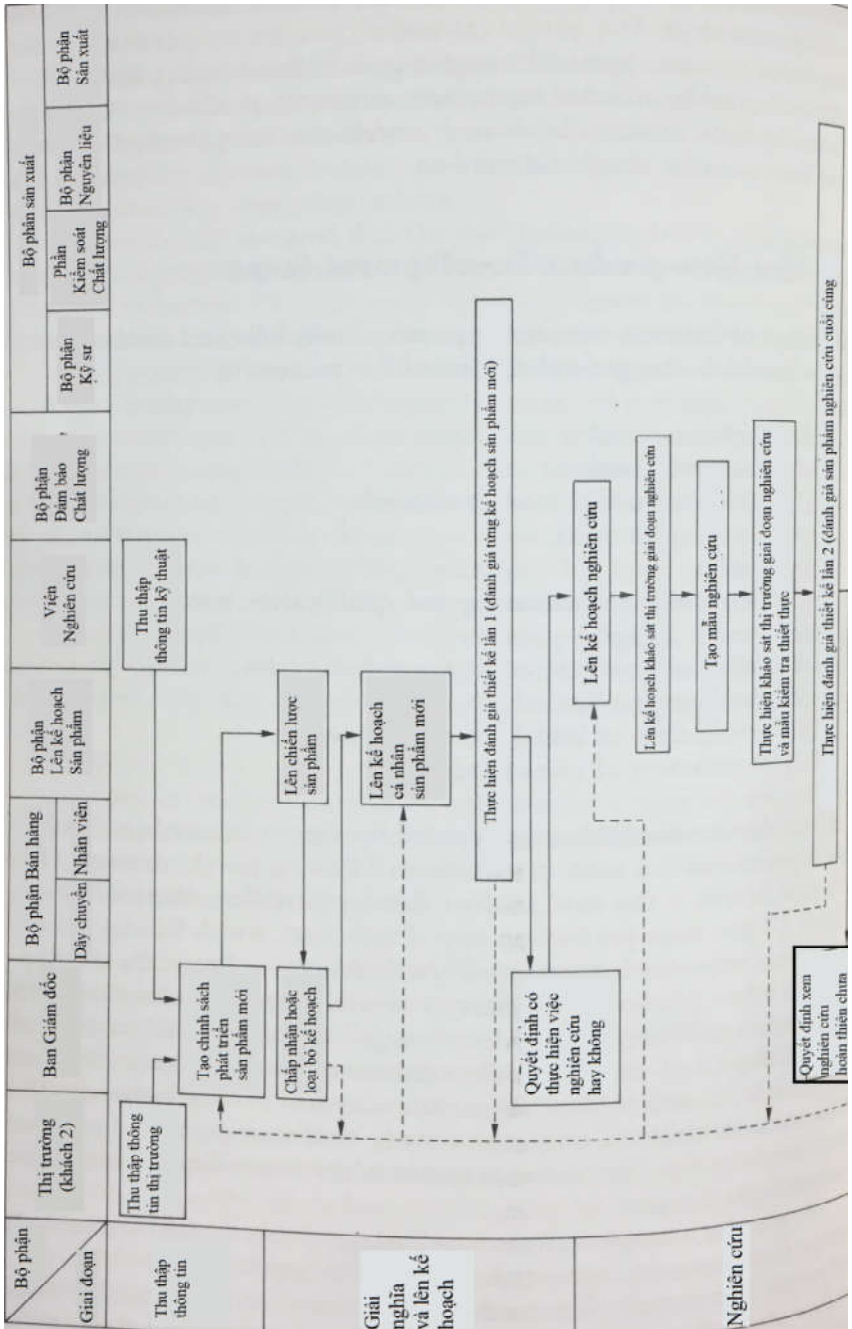 Bộ phận
Giai đoạn
Thị trường
(khách 2)
Ban Giám đốc
Bộ phận Bán hàng
Dây chuyền
Nhân viên
Bộ phận
Lên kế hoạch
Sản phẩm
Viện
Nghiên cứu
Bộ phận
Đảm bảo
Chất lượng
Bộ phân sản xuất
Bộ phận
Kỹ sư
Phần
Kiểm soát
Chất lượng
Bộ phận
Nguyên liệu
Bộ phận
Sản xuất
Thu thập
thông tin
Thu thập thông
tin thị trường
Thu thập
thông tin kỹ thuật
Tạo chính sách
phát triển
sản phẩm mới
Giải
nghĩa
và lên kế
hoạch
Lên chiến lược
sản phẩm
Chấp nhận hoặc
loại bỏ kế hoạch
Lên kế hoạch
cá nhân
sản phẩm mới
Thực hiện đánh giá thiết kế lần 1 (đánh giá từng kế hoạch sản phẩm mới)
Quyết định có
thực hiện việc
nghiên cứu
hay không
Nghiên cứu
Lên kế hoạch nghiên cứu
Lên kế hoạch khảo sát thị trường giai đoạn nghiên cứu
Tạo mẫu nghiên cứu
Thực hiện khảo sát thị trường giai đoạn nghiên cứu
và mẫu kiểm tra thiết thực
Thực hiện đánh giá thiết kế lần 2 (đánh giá sản phẩm nghiên cứu cuối cùng
Quyết định xem
nghiên cứu
hoàn thiện chưa